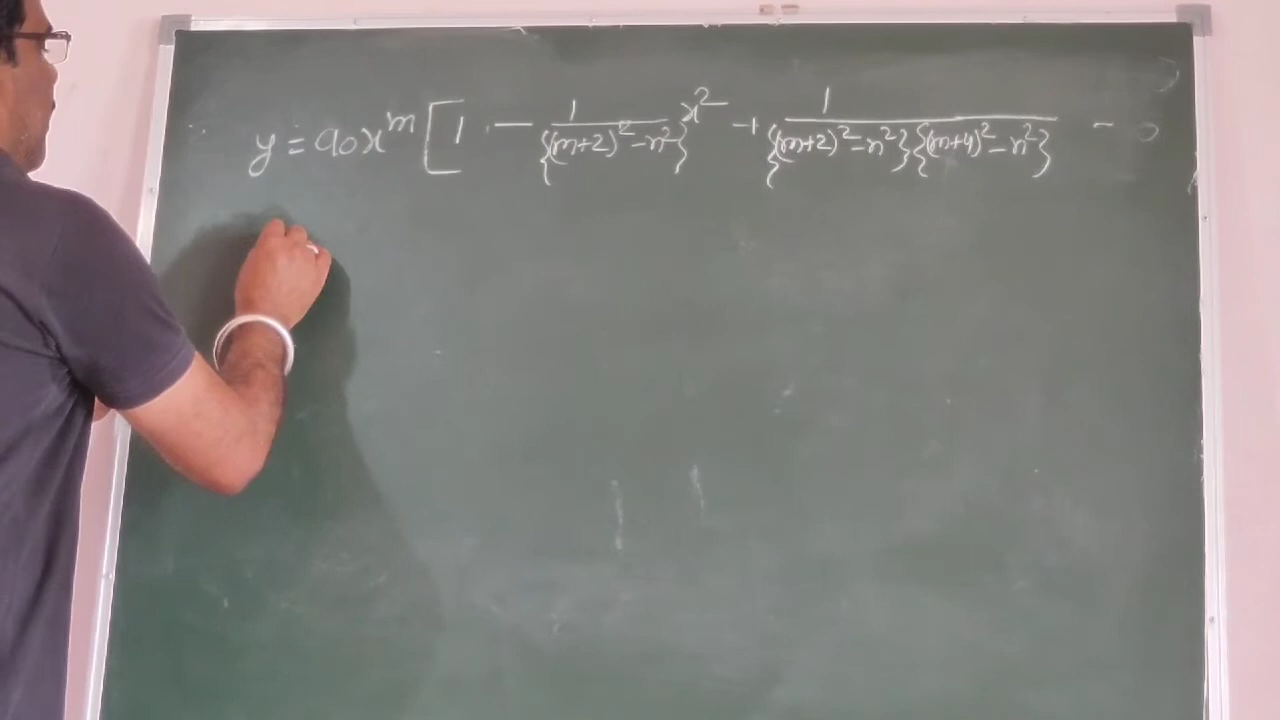 y = a₀x^m [1 - 1/{(m+2)²-n²} x² + 1/{(m+2)²-n²}{(m+4)²-n²} -